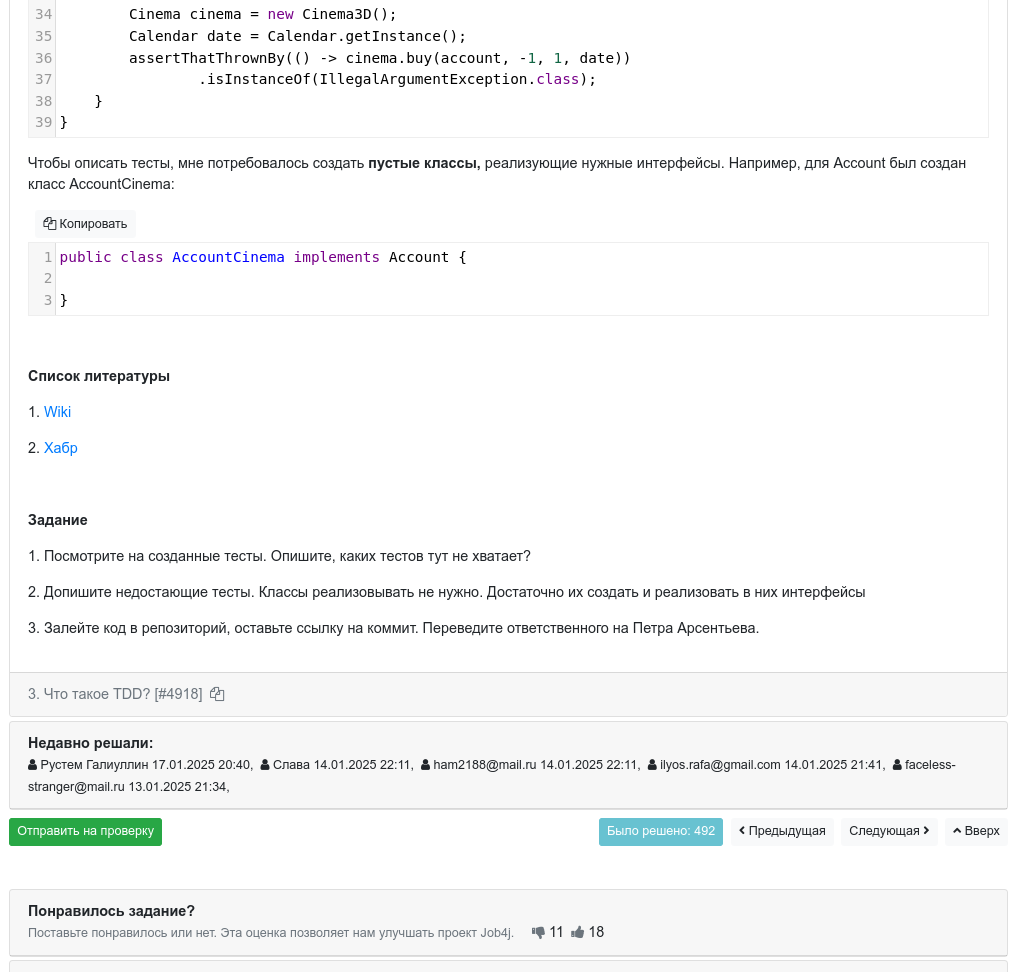 34 Cinema cinema = new Cinema3D();
35 Calendar date = Calendar.getInstance();
36 assertThatThrownBy(() -> cinema.buy(account, -1, 1, date))
37 .isInstanceOf(IllegalArgumentException.class);
38 }
39 }
Чтобы описать тесты, мне потребовалось создать пустые классы, реализующие нужные интерфейсы. Например, для Account был создан
класс AccountCinema:
Копировать
1 public class AccountCinema implements Account {
2
3 }
Список литературы
1. Wiki
2. Хабр
Задание
1. Посмотрите на созданные тесты. Опишите, каких тестов тут не хватает?
2. Допишите недостающие тесты. Классы реализовывать не нужно. Достаточно их создать и реализовать в них интерфейсы
3. Залейте код в репозиторий, оставьте ссылку на коммит. Переведите ответственного на Петра Арсентьева.
3. Что такое TDD? [#4918]
Недавно решали:
Рустем Галиуллин 17.01.2025 20:40, Слава 14.01.2025 22:11, ham2188@mail.ru 14.01.2025 22:11, ilyos.rafa@gmail.com 14.01.2025 21:41, faceless-
stranger@mail.ru 13.01.2025 21:34,
Отправить на проверку Было решено: 492 Предыдущая Следующая Вверх
Понравилось задание?
Поставьте понравилось или нет. Эта оценка позволяет нам улучшать проект Job4j. 11 18